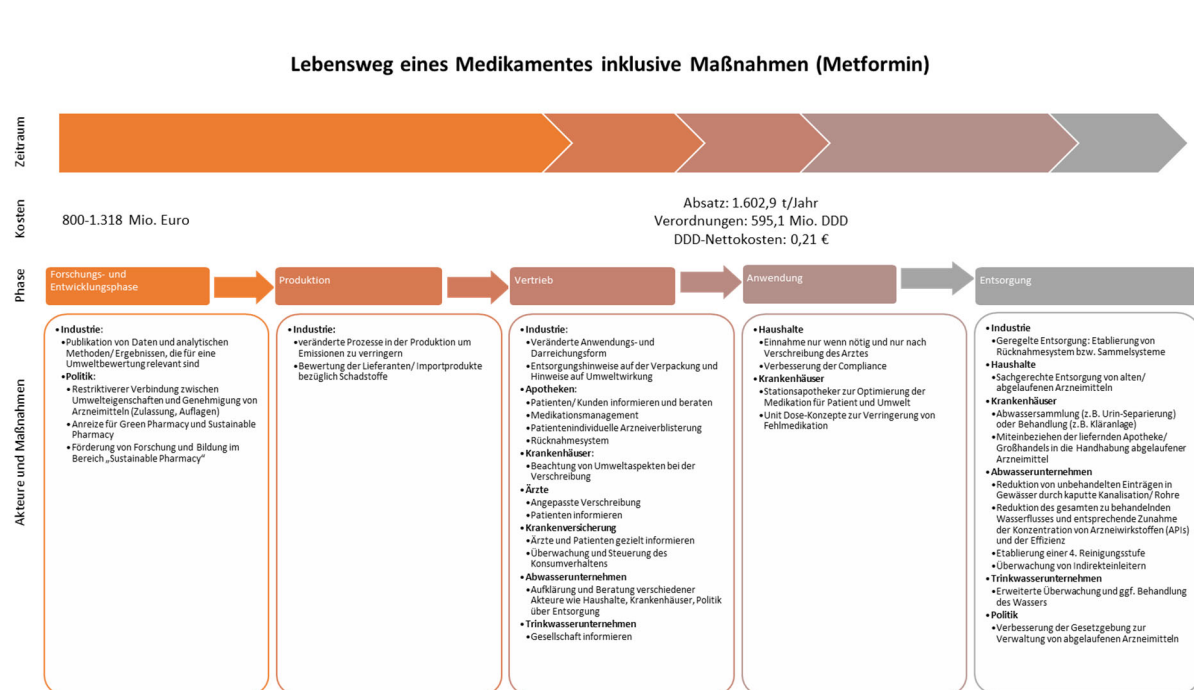 Lebensweg eines Medikamentes inklusive Maßnahmen (Metformin)
Zeitraum
Kosten
800-1.318 Mio. Euro
Absatz: 1.602,9 t/Jahr
Verordnungen: 595,1 Mio. DDD
DDD-Nettokosten: 0,21 €
Phase
Forschungs- und
Entwicklungsphase
Produktion
Vertrieb
Anwendung
Entsorgung
Akteure und Maßnahmen
•Industrie:
•Publikation von Daten und analytischen
Methoden/ Ergebnissen, die für eine
Umweltbewertung relevant sind
•Politik:
•Restriktiverer Verbindung zwischen
Umwelteigenschaften und Genehmigung von
Arzneimitteln (Zulassung, Auflagen)
•Anreize für Green Pharmacy und Sustainable
Pharmacy
•Förderung von Forschung und Bildung im
Bereich „Sustainable Pharmacy“
•Industrie:
•veränderte Prozesse in der Produktion um
Emissionen zu verringern
•Bewertung der Lieferanten/ Importprodukte
bezüglich Schadstoffe
•Industrie:
•Veränderte Anwendungs- und
Darreichungsform
•Entsorgungshinweise auf der Verpackung und
Hinweise auf Umweltwirkung
•Apotheken:
•Patienten/ Kunden informieren und beraten
•Medikationsmanagement
•Patientenindividuelle Arzneiverblisterung
•Rücknahmesystem
•Krankenhäuser:
•Beachtung von Umweltaspekten bei der
Verschreibung
•Ärzte
•Angepasste Verschreibung
•Patienten informieren
•Krankenversicherung
•Ärzte und Patienten gezielt informieren
•Überwachung und Steuerung des
Konsumverhaltens
•Abwasserunternehmen
•Aufklärung und Beratung verschiedener
Akteure wie Haushalte, Krankenhäuser, Politik
über Entsorgung
•Trinkwasserunternehmen
•Gesellschaft informieren
•Haushalte
•Einnahme nur wenn nötig und nur nach
Verschreibung des Arztes
•Verbesserung der Compliance
•Krankenhäuser
•Stationsapotheker zur Optimierung der
Medikation für Patient und Umwelt
•Unit Dose-Konzepte zur Verringerung von
Fehlmedikation
•Industrie
•Geregelte Entsorgung: Etablierung von
Rücknahmesystem bzw. Sammelsysteme
•Haushalte
•Sachgerechte Entsorgung von alten/
abgelaufenen Arzneimitteln
•Krankenhäuser
•Abwassersammlung (z.B. Urin-Separierung)
oder Behandlung (z.B. Kläranlage)
•Miteinbeziehen der liefernden Apotheke/
Großhandels in die Handhabung abgelaufener
Arzneimittel
•Abwasserunternehmen
•Reduktion von unbehandelten Einträgen in
Gewässer durch kaputte Kanalisation/ Rohre
•Reduktion des gesamten zu behandelnden
Wasserflusses und entsprechende Zunahme
der Konzentration von Arzneiwirkstoffen (APIs)
und der Effizienz
•Etablierung einer 4. Reinigungsstufe
•Überwachung von Indirekteinleitern
•Trinkwasserunternehmen
•Erweiterte Überwachung und ggf. Behandlung
des Wassers
•Politik
•Verbesserung der Gesetzgebung zur
Verwaltung von abgelaufenen Arzneimitteln